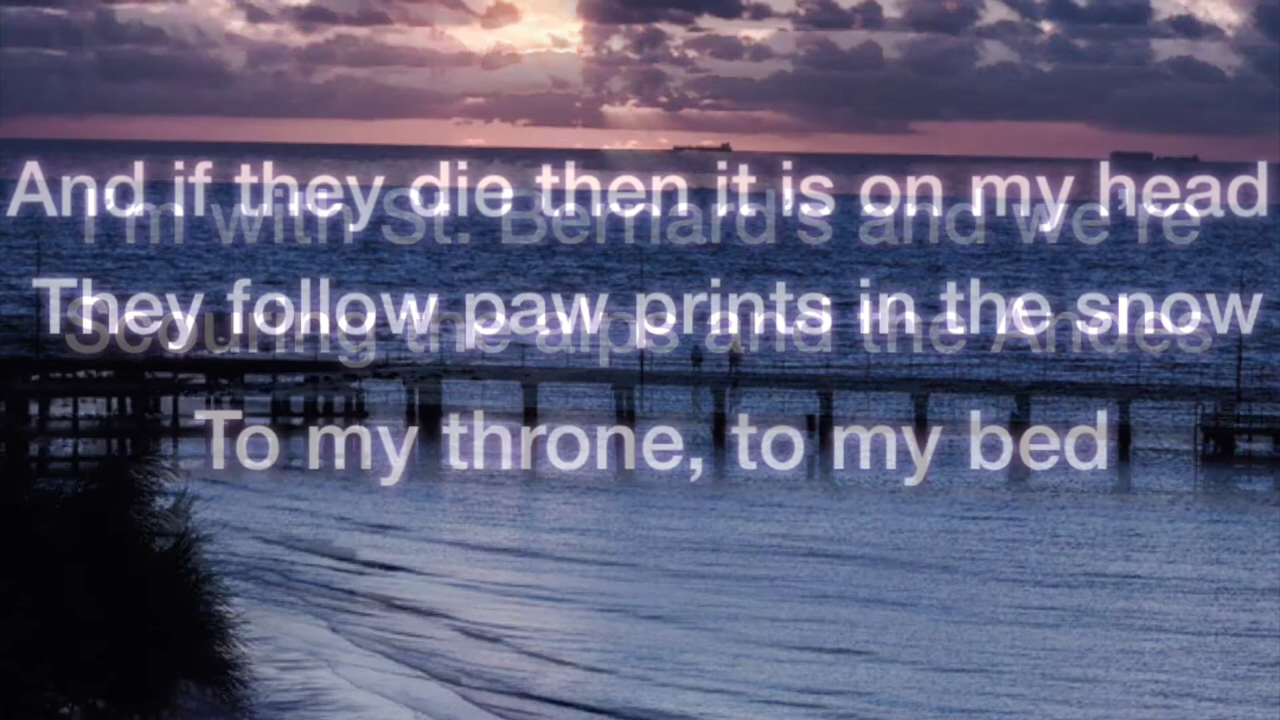 And if they die then it is on my head
I'm with St. Bernard's and we're
They follow paw prints in the snow
Scouring the alps and the Andes
To my throne, to my bed